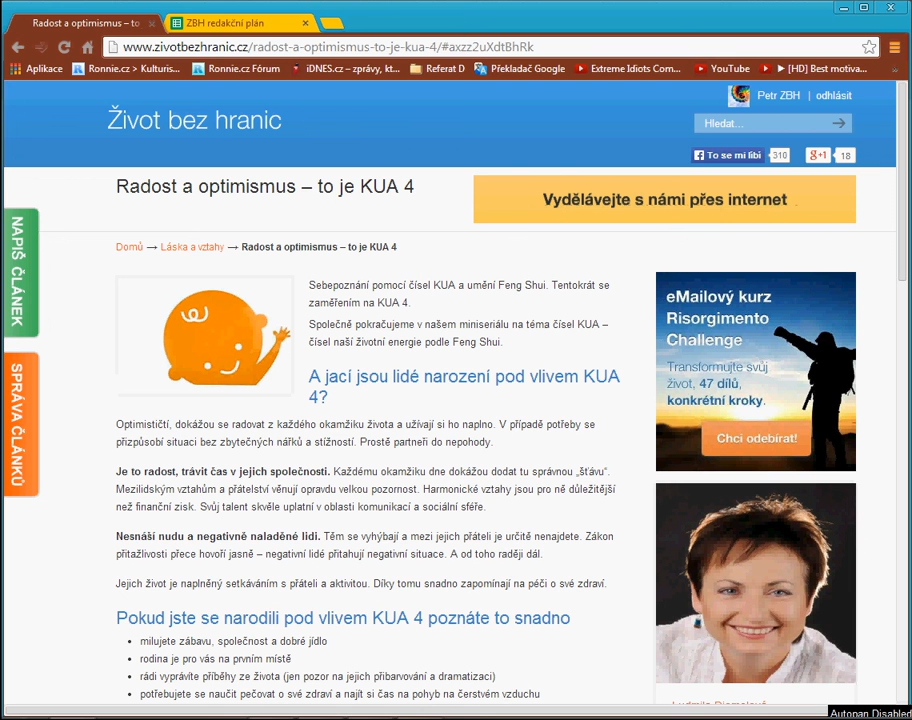 Radost a optimismus – to
ZBH redakční plán
www.zivotbezhranic.cz/radost-a-optimismus-to-je-kua-4/#axzz2uXdtBhRk
Aplikace
Ronnie.cz > Kulturis...
Ronnie.cz Fórum
iDNES.cz – zprávy, kt...
Referat D
Překladač Google
Extreme Idiots Com...
YouTube
► [HD] Best motiva...
Petr ZBH | odhlásit
Život bez hranic
Hledat...
To se mi líbí 310
g+1 18
Radost a optimismus – to je KUA 4
Vydělávejte s námi přes internet
NAPIŠ ČLÁNEK
SPRÁVA ČLÁNKŮ
Domů → Láska a vztahy → Radost a optimismus – to je KUA 4
Sebepoznání pomocí čísel KUA a umění Feng Shui. Tentokrát se
zaměřením na KUA 4.
Společně pokračujeme v našem miniseriálu na téma čísel KUA –
čísel naší životní energie podle Feng Shui.
A jací jsou lidé narození pod vlivem KUA
4?
Optimističtí, dokážou se radovat z každého okamžiku života a užívají si ho naplno. V případě potřeby se
přizpůsobí situaci bez zbytečných nářků a stížností. Prostě partneři do nepohody.
Je to radost, trávit čas v jejich společnosti. Každému okamžiku dne dokážou dodat tu správnou „šťávu“.
Mezilidským vztahům a přátelství věnují opravdu velkou pozornost. Harmonické vztahy jsou pro ně důležitější
než finanční zisk. Svůj talent skvěle uplatní v oblasti komunikací a sociální sféře.
Nesnáší nudu a negativně naladěné lidi. Těm se vyhýbají a mezi jejich přáteli je určitě nenajdete. Zákon
přitažlivosti přece hovoří jasně – negativní lidé přitahují negativní situace. A od toho raději dál.
Jejich život je naplněný setkáváním s přáteli a aktivitou. Díky tomu snadno zapomínají na péči o své zdraví.
Pokud jste se narodili pod vlivem KUA 4 poznáte to snadno
• milujete zábavu, společnost a dobré jídlo
• rodina je pro vás na prvním místě
• rádi vyprávíte příběhy ze života (jen pozor na jejich přibarvování a dramatizaci)
• potřebujete se naučit pečovat o své zdraví a najít si čas na pohyb na čerstvém vzduchu
eMailový kurz
Risorgimento
Challenge
Transformujte svůj
život, 47 dílů,
konkrétní kroky.
Chci odebírat!
Autopan Disabled